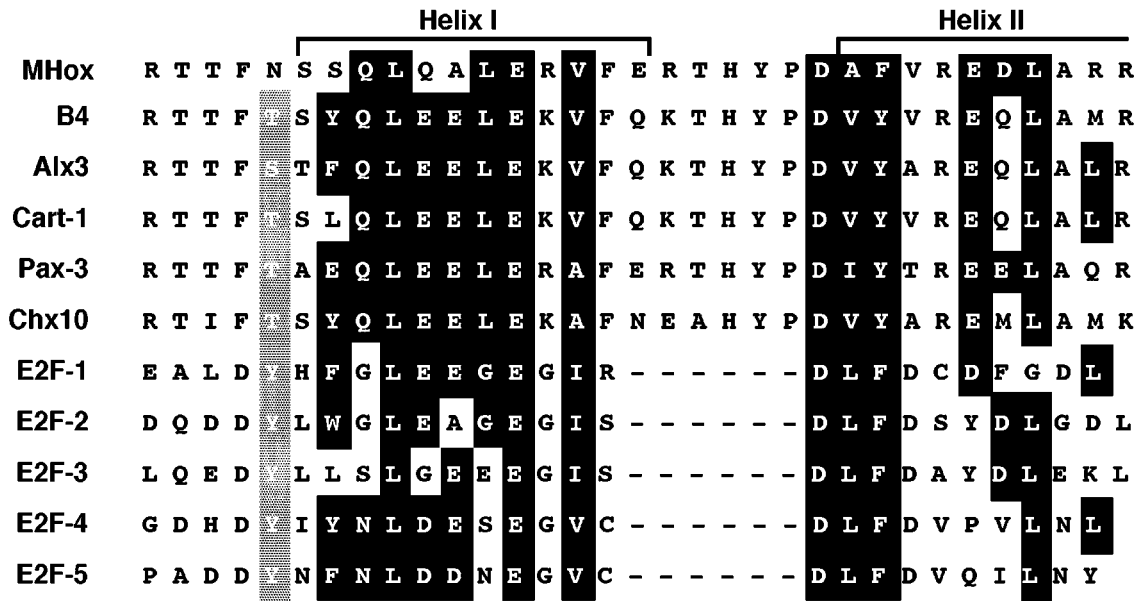 Helix I Helix II
MHox R T T F N S S Q L Q A L E R V F E R T H Y P D A F V R E D L A R R
B4 R T T F T S Y Q L E E L E K V F Q K T H Y P D V Y V R E Q L A M R
Alx3 R T T F S T F Q L E E L E K V F Q K T H Y P D V Y A R E Q L A L R
Cart-1 R T T F T S L Q L E E L E K V F Q K T H Y P D V Y V R E Q L A L R
Pax-3 R T T F T A E Q L E E L E R A F E R T H Y P D I Y T R E E L A Q R
Chx10 R T I F T S Y Q L E E L E K A F N E A H Y P D V Y A R E M L A M K
E2F-1 E A L D Y H F G L E E G E G I R - - - - - - D L F D C D F G D L
E2F-2 D Q D D Y L W G L E A G E G I S - - - - - - D L F D S Y D L G D L
E2F-3 L Q E D Y L L S L G E E E G I S - - - - - - D L F D A Y D L E K L
E2F-4 G D H D Y I Y N L D E S E G V C - - - - - - D L F D V P V L N L
E2F-5 P A D D Y N F N L D D N E G V C - - - - - - D L F D V Q I L N Y